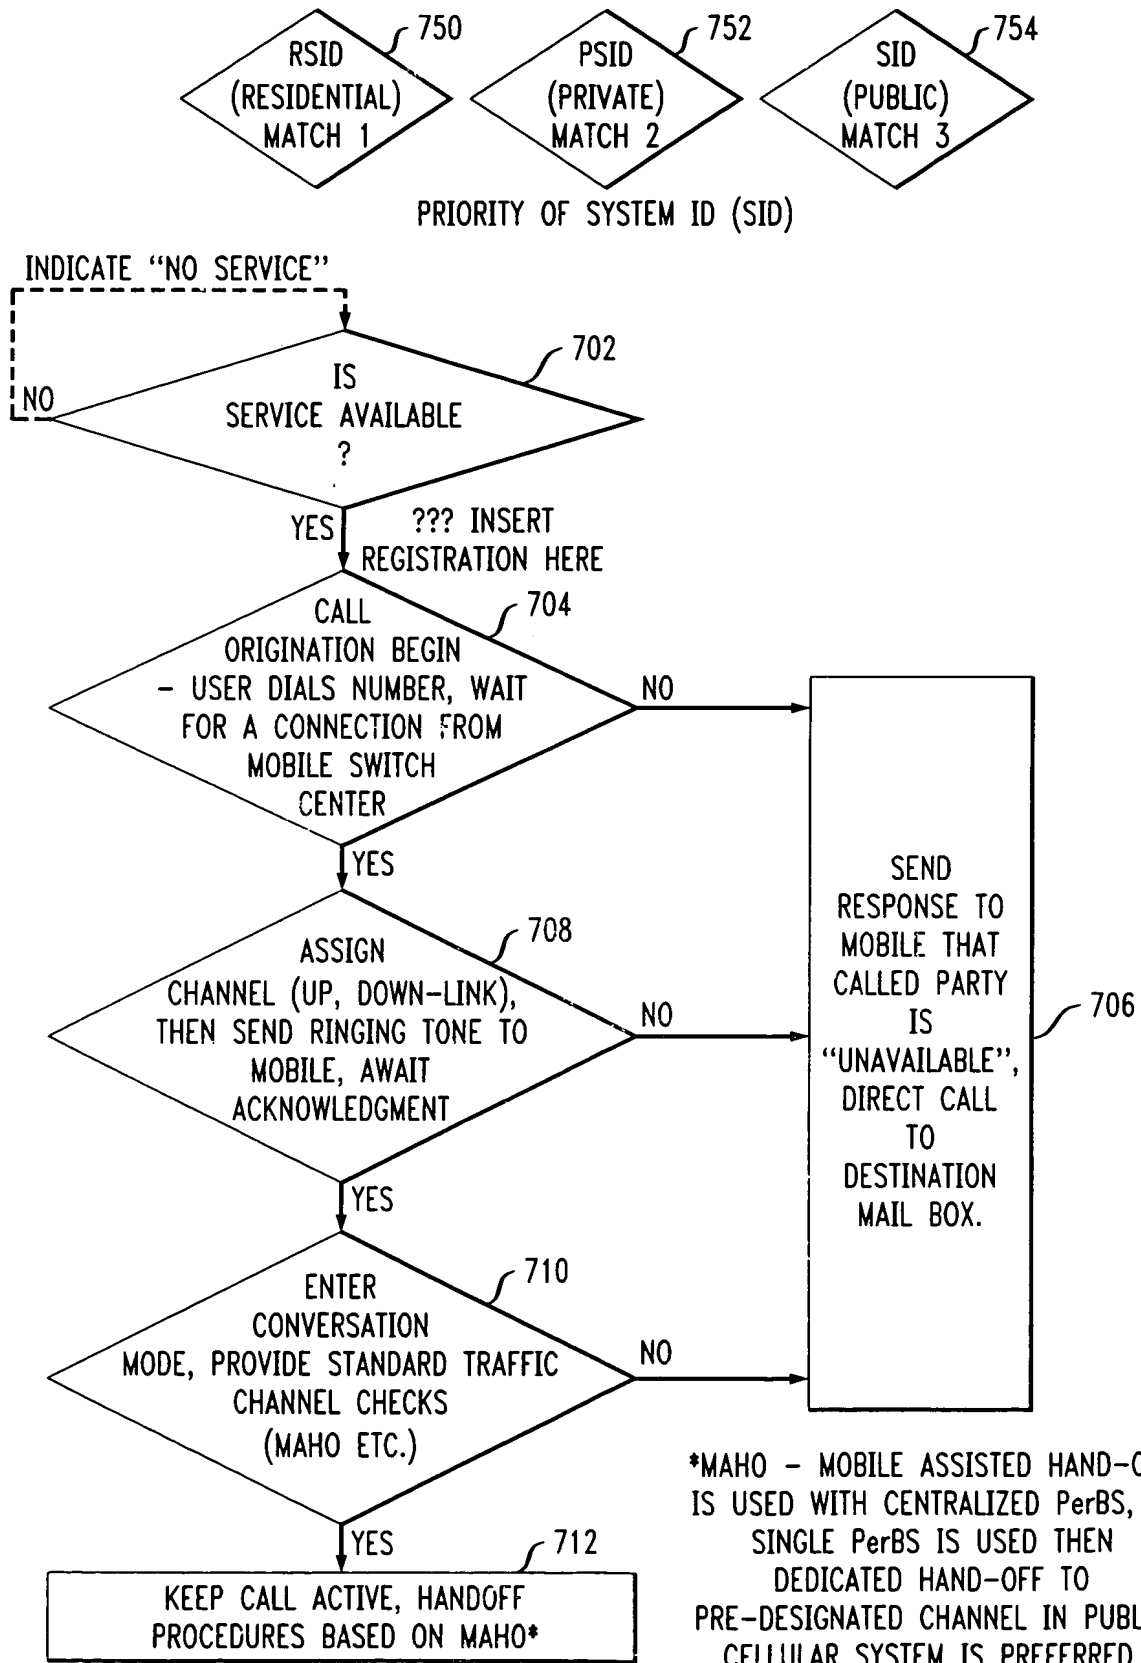 750
RSID
(RESIDENTIAL)
MATCH 1
752
PSID
(PRIVATE)
MATCH 2
754
SID
(PUBLIC)
MATCH 3
PRIORITY OF SYSTEM ID (SID)
INDICATE “NO SERVICE”
702
IS
SERVICE AVAILABLE
?
NO
YES
??? INSERT
REGISTRATION HERE
704
CALL
ORIGINATION BEGIN
- USER DIALS NUMBER, WAIT
FOR A CONNECTION FROM
MOBILE SWITCH
CENTER
NO
YES
708
ASSIGN
CHANNEL (UP, DOWN-LINK),
THEN SEND RINGING TONE TO
MOBILE, AWAIT
ACKNOWLEDGMENT
NO
YES
710
ENTER
CONVERSATION
MODE, PROVIDE STANDARD TRAFFIC
CHANNEL CHECKS
(MAHO ETC.)
NO
YES
712
KEEP CALL ACTIVE, HANDOFF
PROCEDURES BASED ON MAHO*
SEND
RESPONSE TO
MOBILE THAT
CALLED PARTY
IS
“UNAVAILABLE”,
DIRECT CALL
TO
DESTINATION
MAIL BOX.
706
*MAHO - MOBILE ASSISTED
IS USED WITH CENTRALIZED PerBS,
SINGLE PerBS IS USED THEN
DEDICATED HAND-OFF TO
PRE-DESIGNATED CHANNEL IN
CELLULAR SYSTEM IS PREFERRED